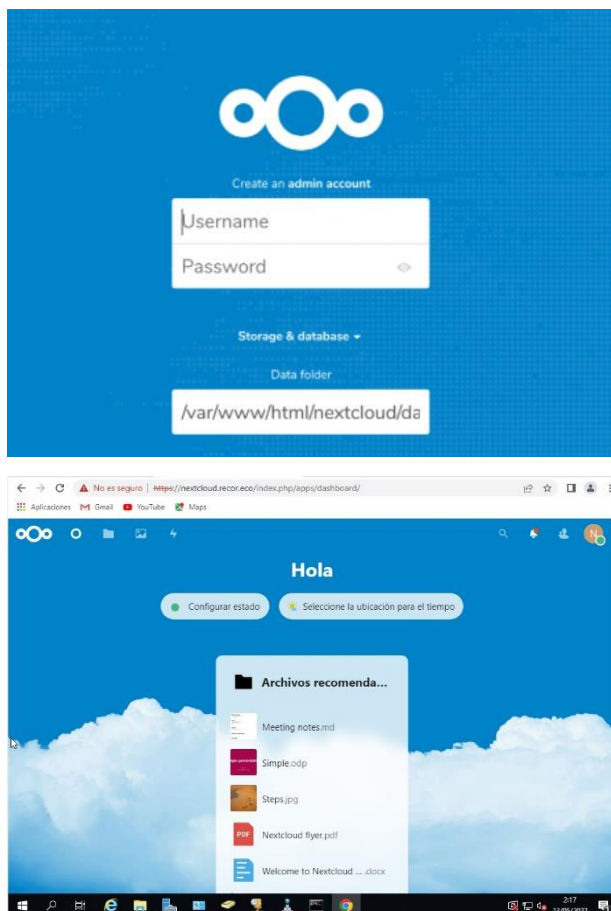 Create an admin account
Username
Password
Storage & database
Data folder
/var/www/html/nextcloud/da
No es seguro | https://nextcloud.recor.eco/index.php/apps/dashboard/
Aplicaciones Gmail YouTube Maps
N
Hola
Configurar estado Seleccione la ubicación para el tiempo
Archivos recomenda...
Meeting notes.md
Simple.odp
Steps.jpg
PDF Nextcloud flyer.pdf
Welcome to Nextcloud ... .docx
2:17